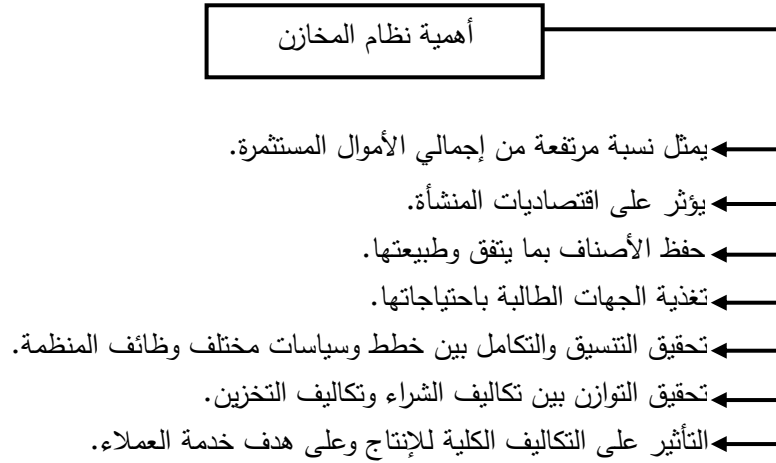 أهمية نظام المخازن
يمثل نسبة مرتفعة من إجمالي الأموال المستثمرة.
يؤثر على اقتصاديات المنشأة.
حفظ الأصناف بما يتفق وطبيعتها.
تغذية الجهات الطالبة باحتياجاتها.
تحقيق التنسيق والتكامل بين خطط وسياسات مختلف وظائف المنظمة.
تحقيق التوازن بين تكاليف الشراء وتكاليف التخزين.
التأثير على التكاليف الكلية للإنتاج وعلى هدف خدمة العملاء.